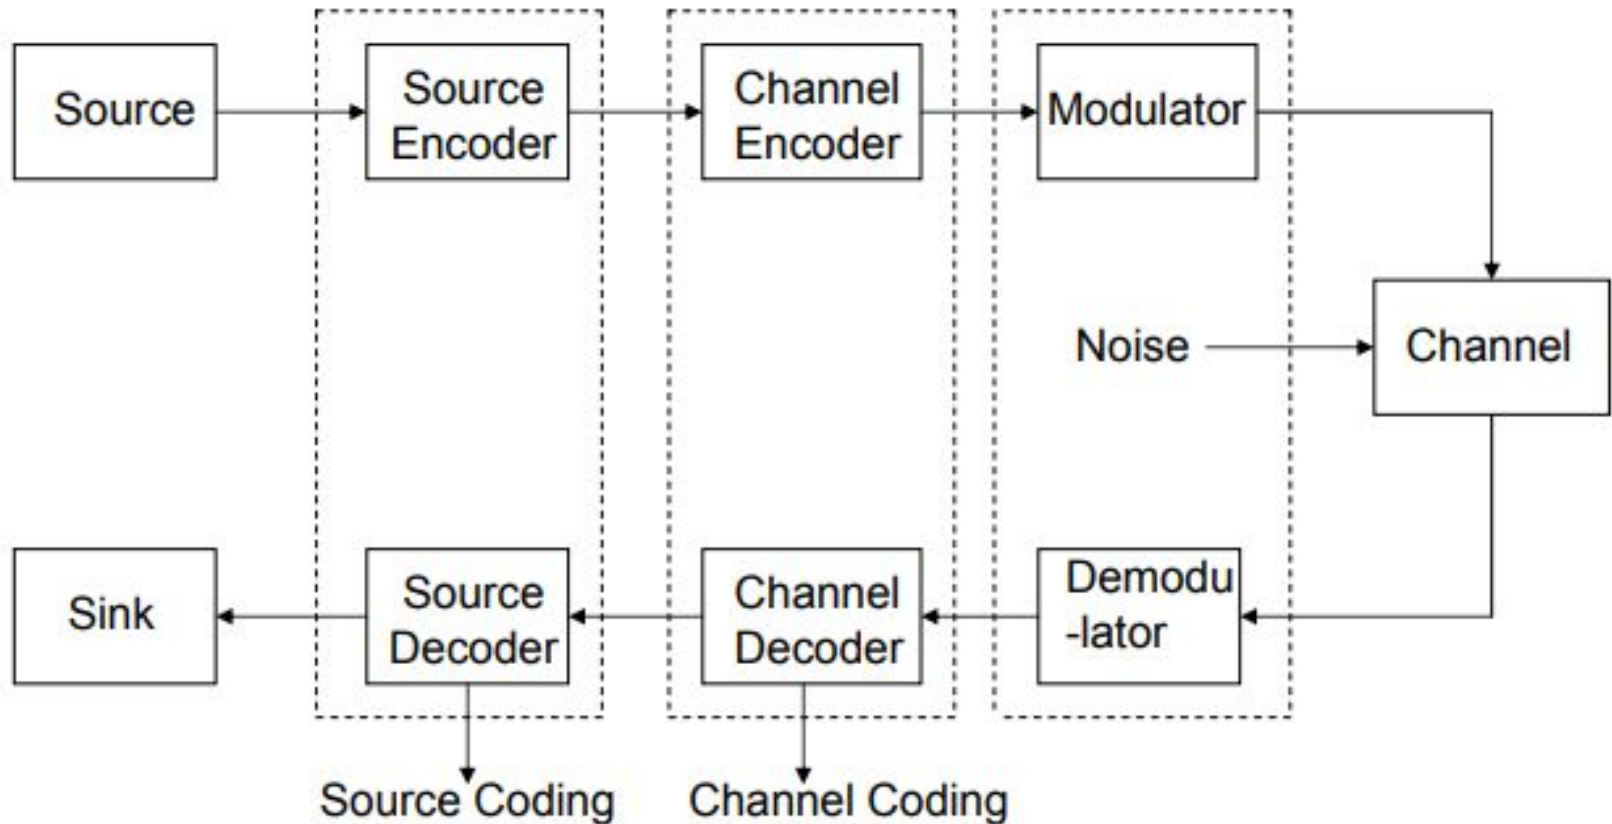 Source
Source
Encoder
Channel
Encoder
Modulator
Noise
Channel
Sink
Source
Decoder
Channel
Decoder
Demodu
-lator
Source Coding
Channel Coding